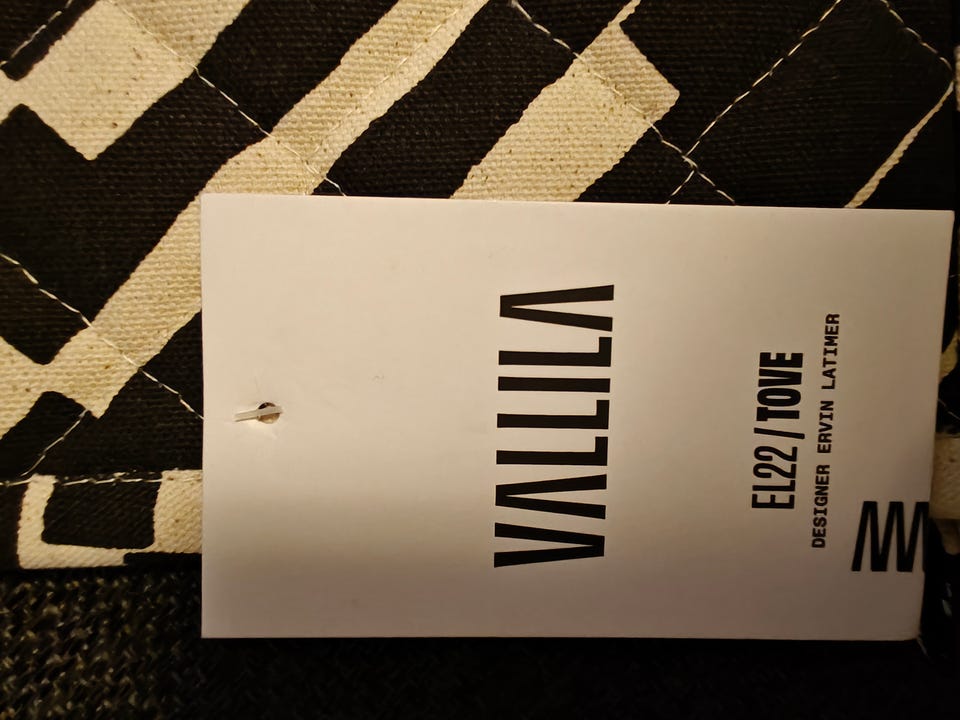 VALLILA
EL22 / TOVE
DESIGNER ERVIN LATIMER